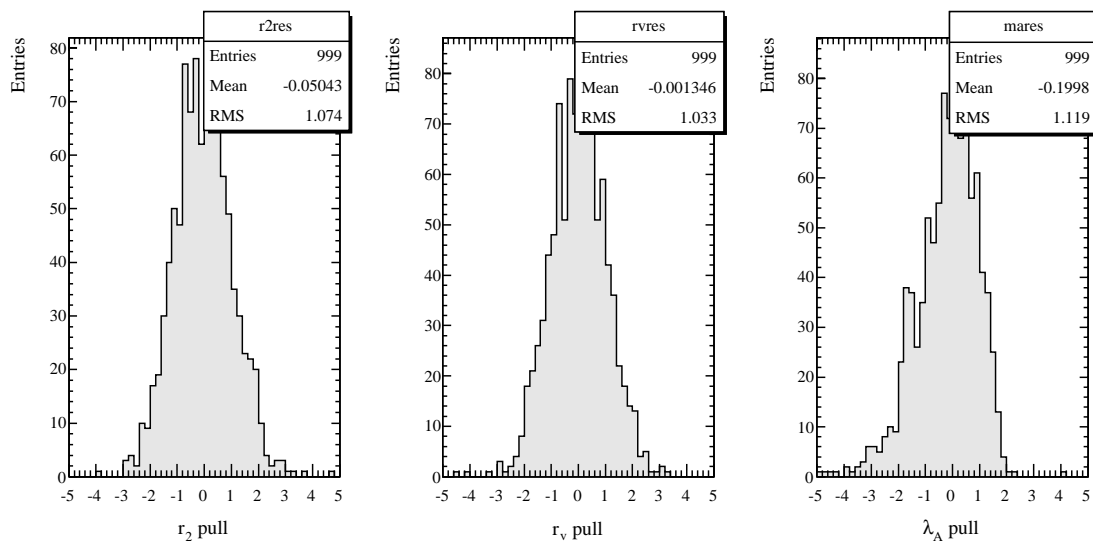 r2res
Entries 999
Mean -0.05043
RMS 1.074
Entries
80
70
60
50
40
30
20
10
0
-5 -4 -3 -2 -1 0 1 2 3 4 5
r2 pull
rvres
Entries 999
Mean -0.001346
RMS 1.033
Entries
80
70
60
50
40
30
20
10
0
-5 -4 -3 -2 -1 0 1 2 3 4 5
rv pull
mares
Entries 999
Mean -0.1998
RMS 1.119
Entries
80
70
60
50
40
30
20
10
0
-5 -4 -3 -2 -1 0 1 2 3 4 5
λA pull